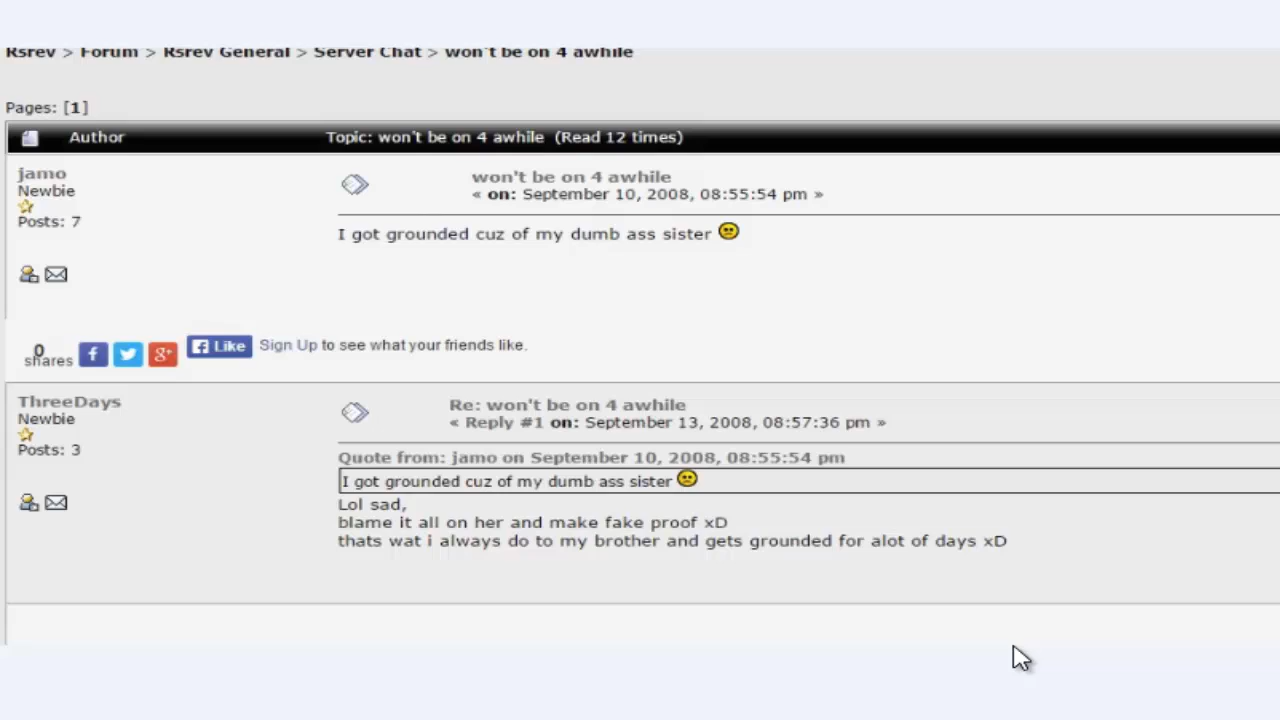 Rsrev > Forum > Rsrev General > Server Chat > won't be on 4 awhile
Pages: [1]
Author Topic: won't be on 4 awhile (Read 12 times)
jamo
Newbie
Posts: 7
won't be on 4 awhile
« on: September 10, 2008, 08:55:54 pm »
I got grounded cuz of my dumb ass sister
0
shares
f
g+
f Like
Sign Up to see what your friends like.
ThreeDays
Newbie
Posts: 3
Re: won't be on 4 awhile
« Reply #1 on: September 13, 2008, 08:57:36 pm »
Quote from: jamo on September 10, 2008, 08:55:54 pm
I got grounded cuz of my dumb ass sister
Lol sad,
blame it all on her and make fake proof xD
thats wat i always do to my brother and gets grounded for alot of days xD